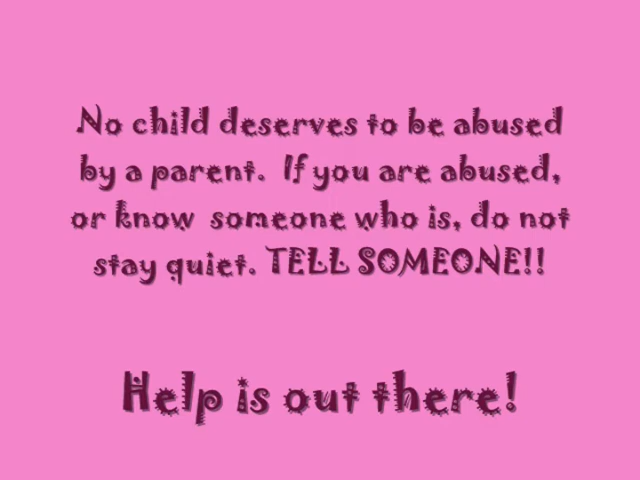 No child deserves to be abused
by a parent. If you are abused,
or know someone who is, do not
stay quiet. TELL SOMEONE!!
Help is out there!